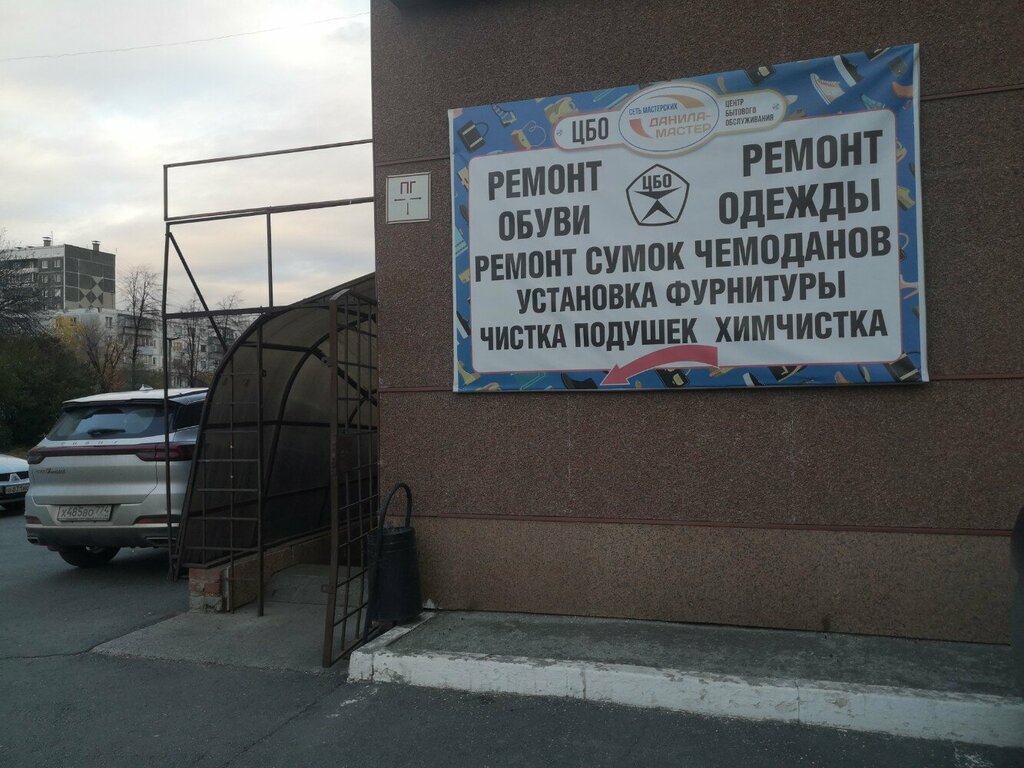 ЦБО
СЕТЬ МАСТЕРСКИХ
ДАНИЛА-
МАСТЕР
ЦЕНТР
БЫТОВОГО
ОБСЛУЖИВАНИЯ
РЕМОНТ
ОБУВИ
ЦБО
РЕМОНТ
ОДЕЖДЫ
РЕМОНТ СУМОК ЧЕМОДАНОВ
УСТАНОВКА ФУРНИТУРЫ
ЧИСТКА ПОДУШЕК ХИМЧИСТКА
ПГ
Х485ВО774